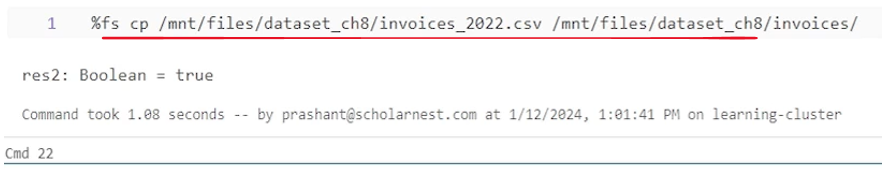 1 %fs cp /mnt/files/dataset_ch8/invoices_2022.csv /mnt/files/dataset_ch8/invoices/
res2: Boolean = true
Command took 1.08 seconds -- by prashant@scholarnest.com at 1/12/2024, 1:01:41 PM on learning-cluster
Cmd 22